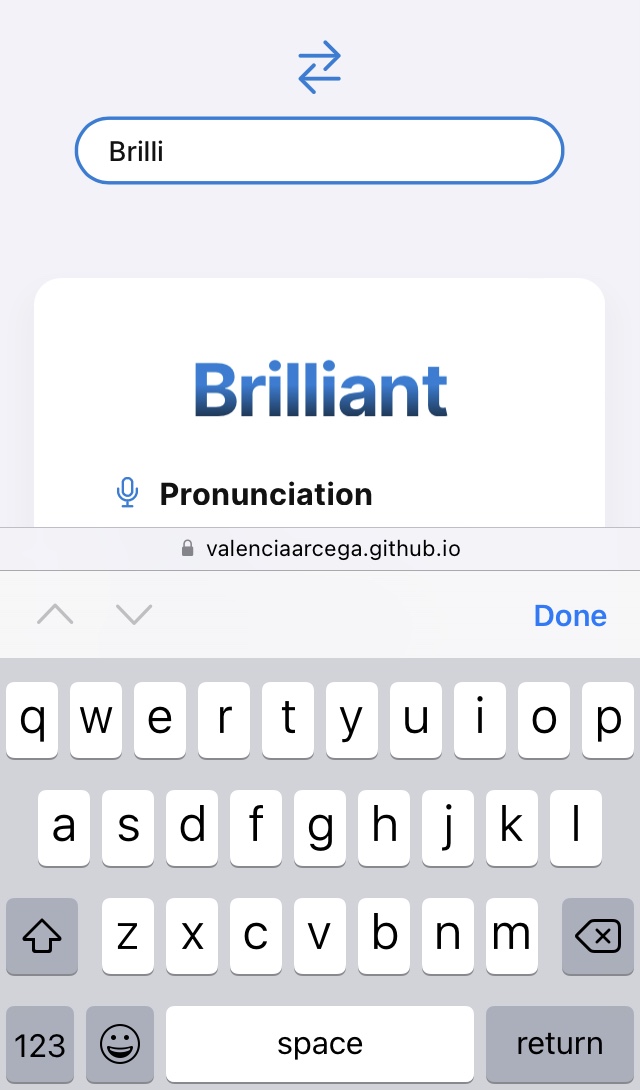 Brilli
Brilliant
Pronunciation
valenciaarcega.github.io
Done
q w e r t y u i o p
a s d f g h j k l
z x c v b n m
123 space return